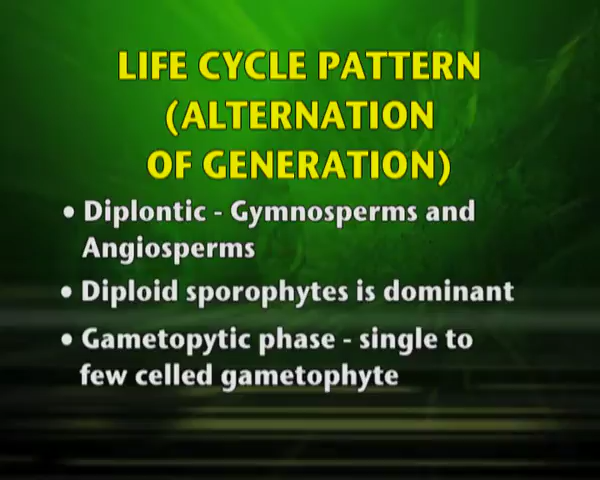 LIFE CYCLE PATTERN
(ALTERNATION
OF GENERATION)
• Diplontic - Gymnosperms and
Angiosperms
• Diploid sporophytes is dominant
• Gametopytic phase - single to
few celled gametophyte